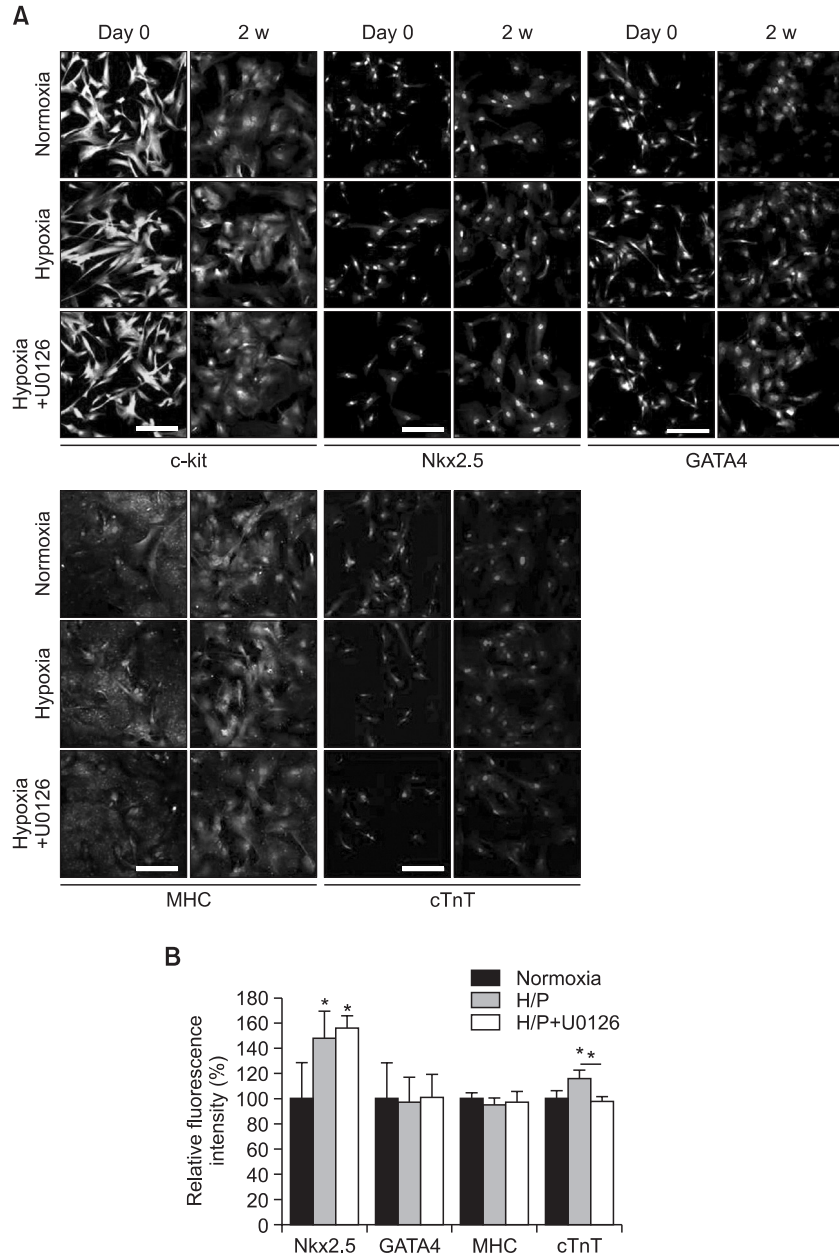 A
Day 0 2 w Day 0 2 w Day 0 2 w
Normoxia
Hypoxia
Hypoxia
+U0126
c-kit Nkx2.5 GATA4
Normoxia
Hypoxia
Hypoxia
+U0126
MHC cTnT
B
Normoxia
H/P
H/P+U0126
Relative fluorescence
intensity (%)
180
160
140
120
100
80
60
40
20
0
* *
* *
Nkx2.5 GATA4 MHC cTnT